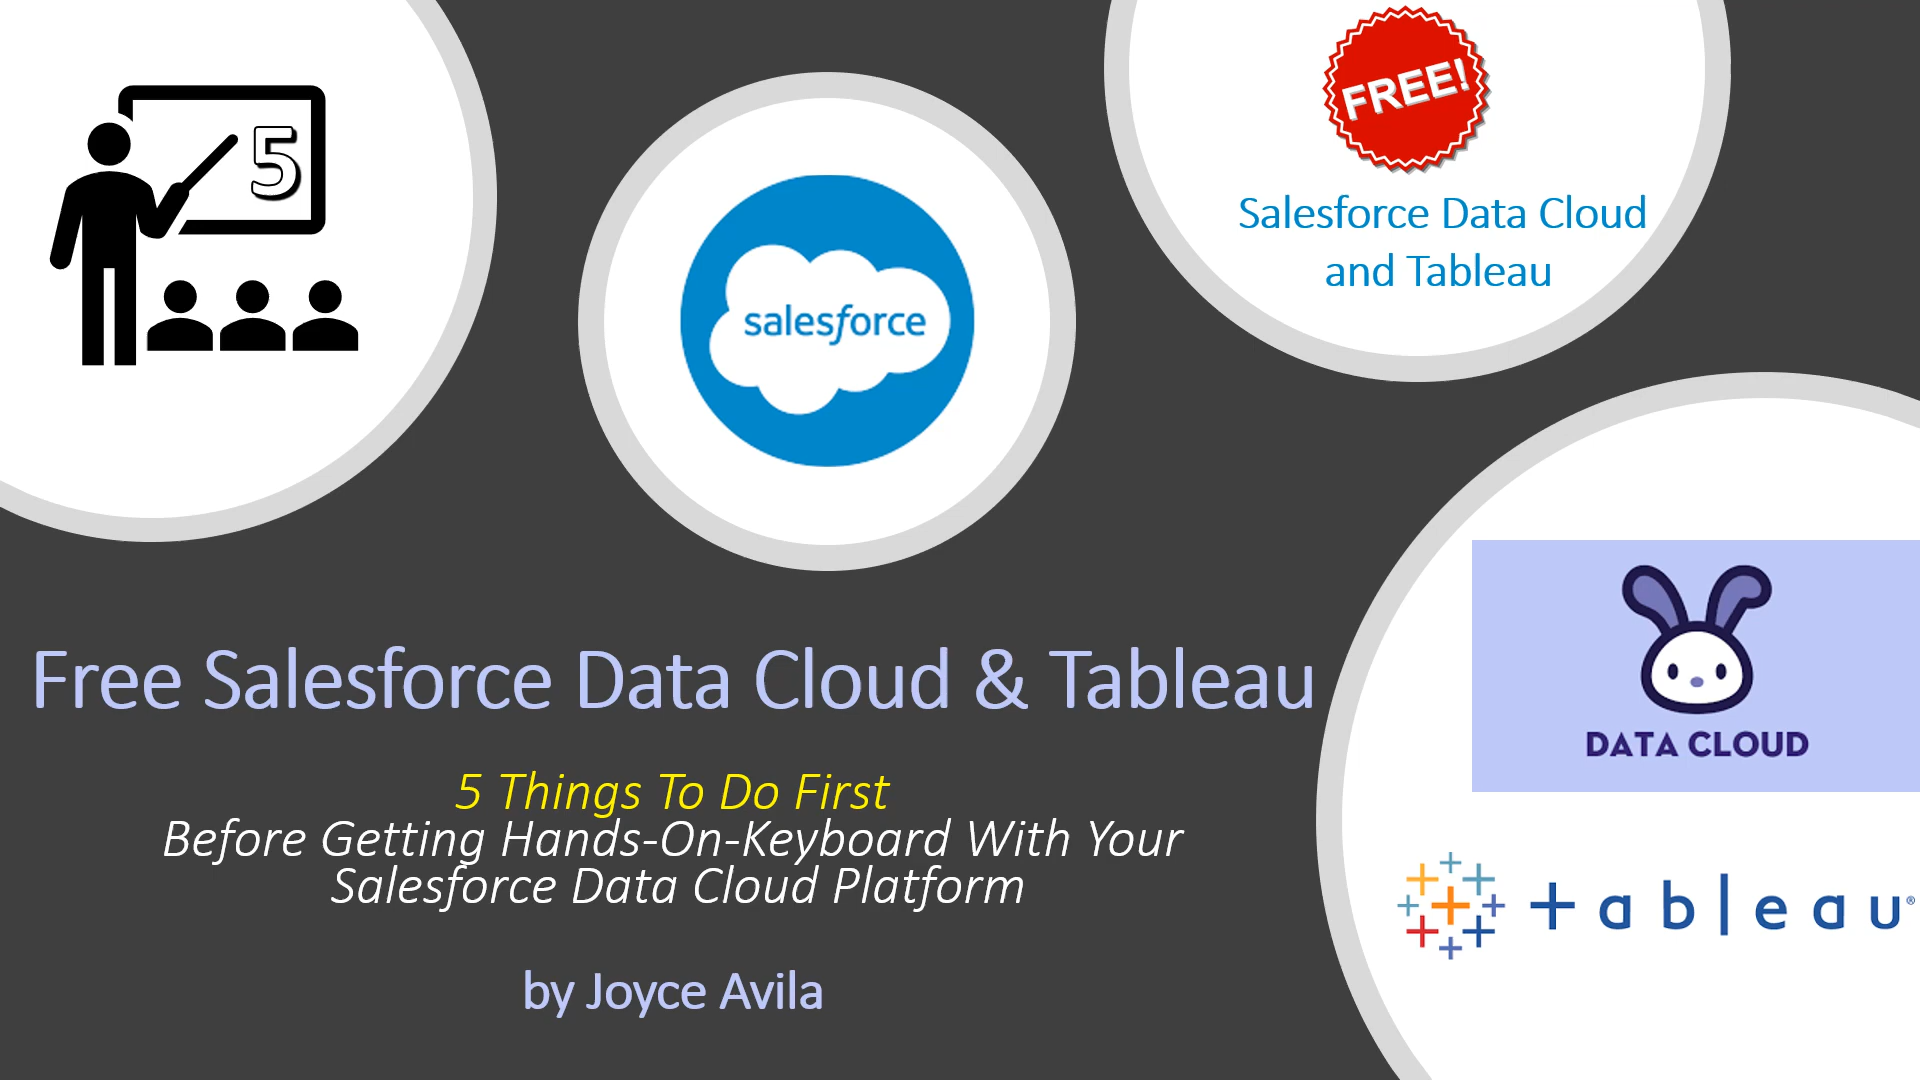 5
salesforce
FREE!
Salesforce Data Cloud
and Tableau
Free Salesforce Data Cloud & Tableau
5 Things To Do First
Before Getting Hands-On-Keyboard With Your
Salesforce Data Cloud Platform
by Joyce Avila
DATA CLOUD
+ableau®